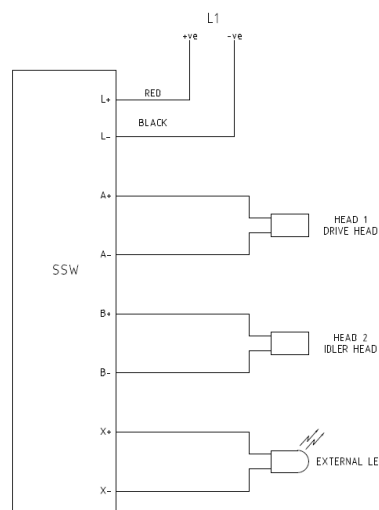 L1
+ve -ve
L+ RED
L- BLACK
A+
HEAD 1
DRIVE HEAD
A-
SSW
B+
HEAD 2
IDLER HEAD
B-
X+
EXTERNAL LE
X-